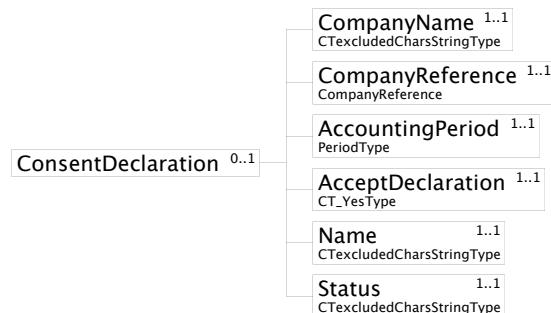 CompanyName 1..1
CTexcludedCharsStringType
CompanyReference 1..1
CompanyReference
AccountingPeriod 1..1
PeriodType
ConsentDeclaration 0..1
AcceptDeclaration 1..1
CT_YesType
Name 1..1
CTexcludedCharsStringType
Status 1..1
CTexcludedCharsStringType